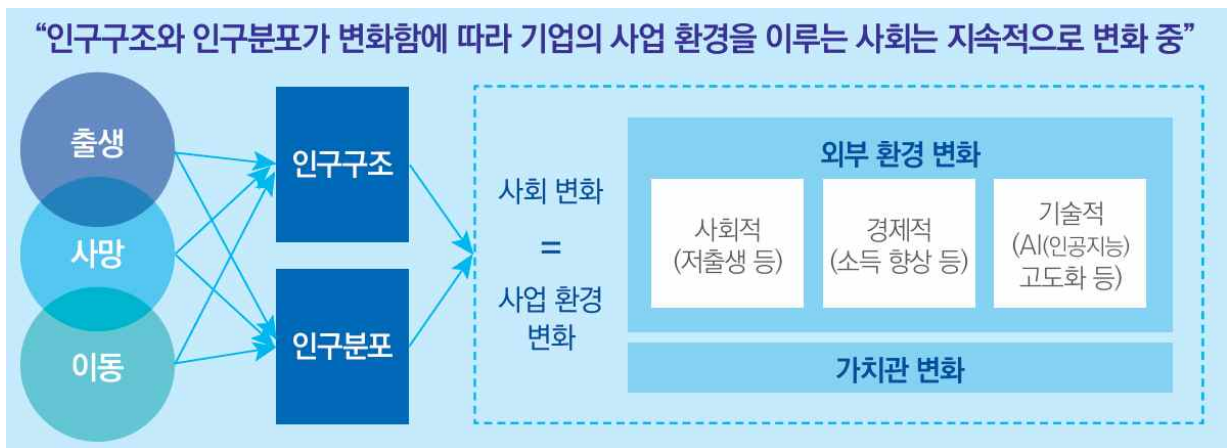 “인구구조와 인구분포가 변화함에 따라 기업의 사업 환경을 이루는 사회는 지속적으로 변화 중”
출생
사망
이동
인구구조
인구분포
사회 변화
=
사업 환경
변화
외부 환경 변화
사회적
(저출생 등)
경제적
(소득 향상 등)
기술적
(AI(인공지능)
고도화 등)
가치관 변화